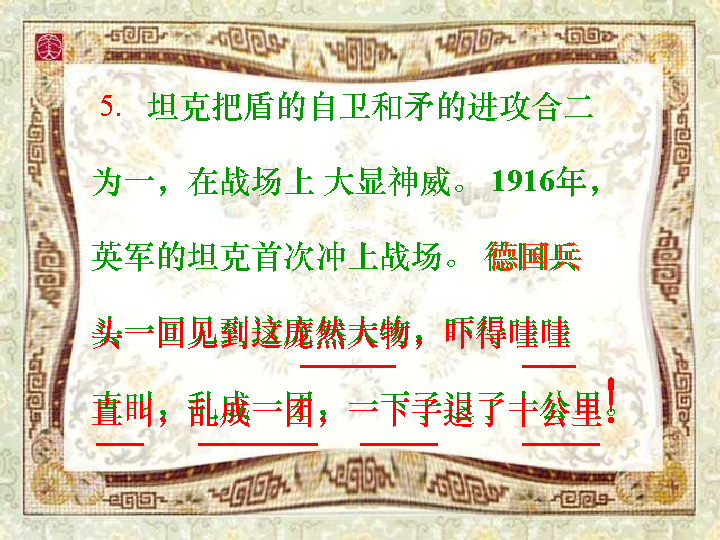 5. 坦克把盾的自卫和矛的进攻合二
为一，在战场上 大显神威。 1916年，
英军的坦克首次冲上战场。 德国兵
头一回见到这庞然大物，吓得哇哇
直叫，乱成一团，一下子退了十公里！